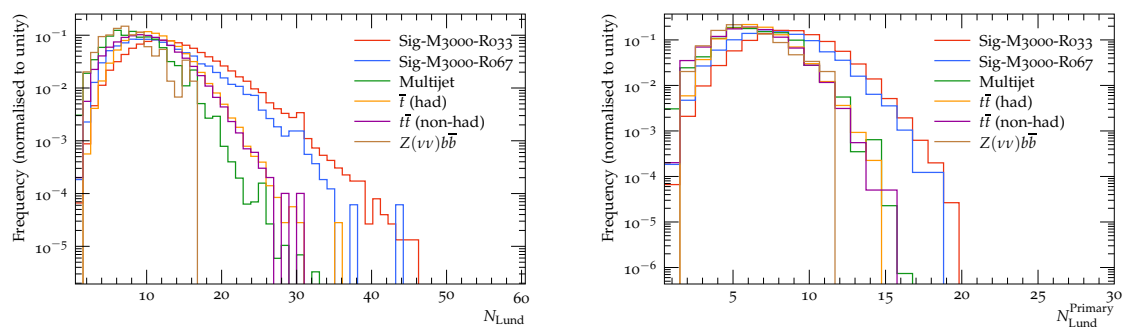 Frequency (normalised to unity)
10⁻¹
10⁻²
10⁻³
10⁻⁴
10⁻⁵
Sig-M3000-R033
Sig-M3000-R067
Multijet
t̅ (had)
tt̅ (non-had)
Z(νν)bb̅
10 20 30 40 50 60
N_Lund
Frequency (normalised to unity)
10⁻¹
10⁻²
10⁻³
10⁻⁴
10⁻⁵
10⁻⁶
Sig-M3000-R033
Sig-M3000-R067
Multijet
t̅ (had)
tt̅ (non-had)
Z(νν)bb̅
5 10 15 20 25 30
N_Lund^Primary